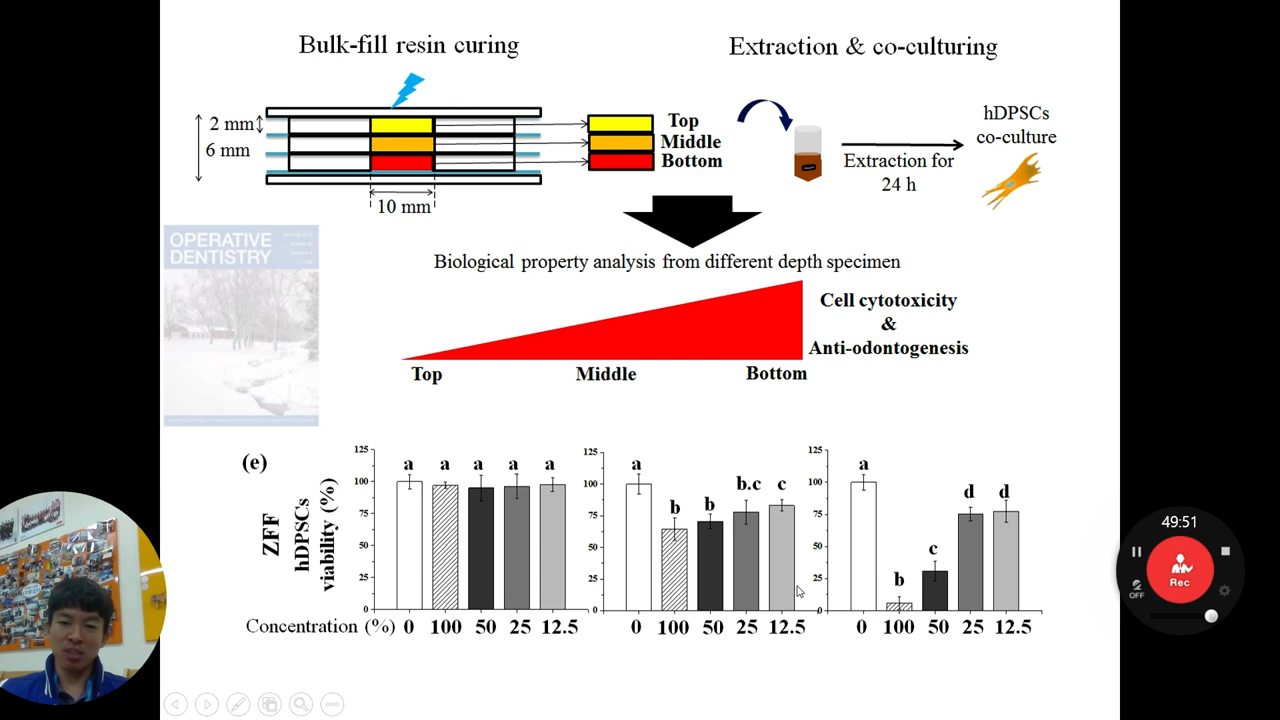 Bulk-fill resin curing
Extraction & co-culturing
2 mm
6 mm
10 mm
Top
Middle
Bottom
Extraction for
24 h
hDPSCs
co-culture
OPERATIVE
DENTISTRY
Biological property analysis from different depth specimen
Cell cytotoxicity
&
Anti-odontogenesis
Top Middle Bottom
(e)
ZFF
hDPSCs
viability (%)
125
100
75
50
25
0
a a a a a
125
100
75
50
25
0
a b b b.c c
125
100
75
50
25
0
a b c d d
Concentration (%) 0 100 50 25 12.5
0 100 50 25 12.5
0 100 50 25 12.5
49:51
Rec
OFF